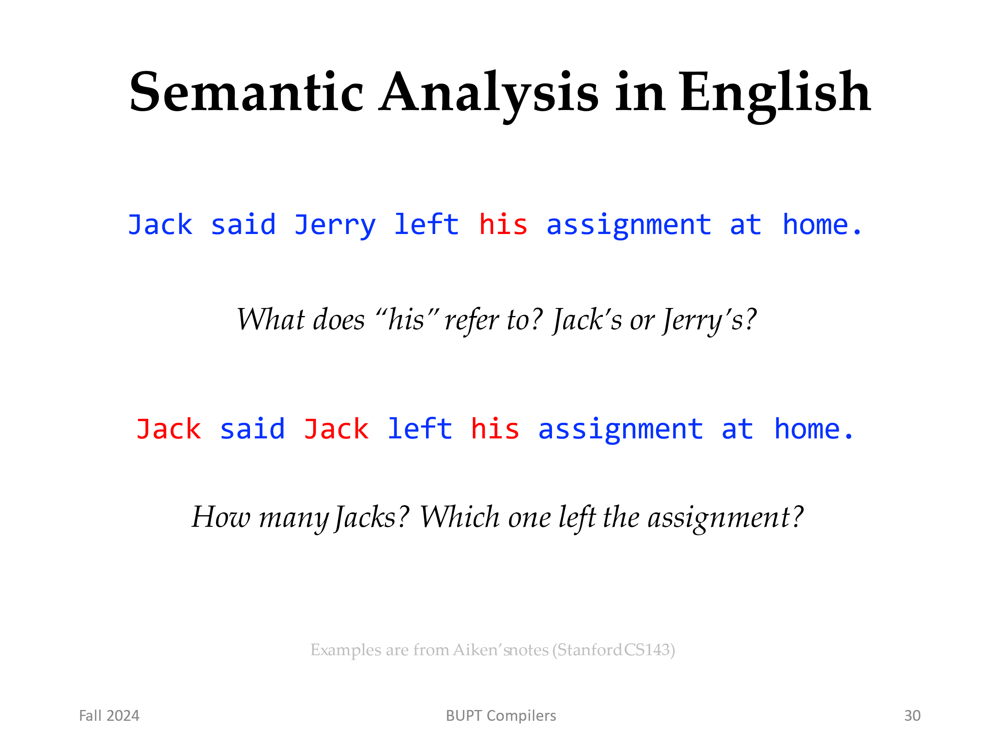 Semantic Analysis in English
Jack said Jerry left his assignment at home.
What does “his” refer to? Jack’s or Jerry’s?
Jack said Jack left his assignment at home.
How many Jacks? Which one left the assignment?
Examples are from Aiker’s notes (Stanford CS143)
Fall 2024
BUPT Compilers
30